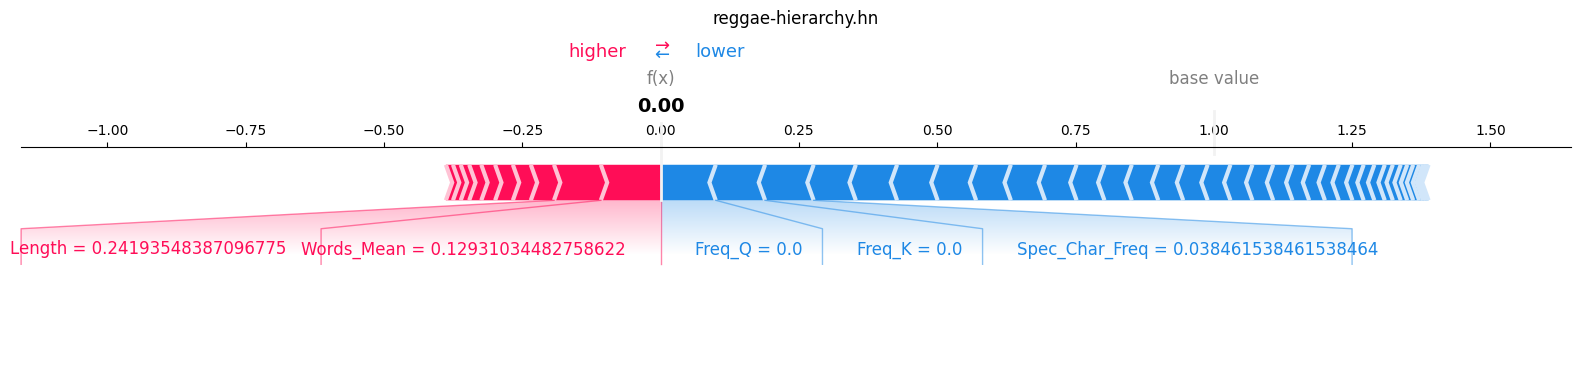 reggae-hierarchy.hn
higher → ← lower
f(x) base value
0.00
−1.00 −0.75 −0.50 −0.25 0.00 0.25 0.50 0.75 1.00 1.25 1.50
Length = 0.24193548387096775 Words_Mean = 0.12931034482758622 Freq_Q = 0.0 Freq_K = 0.0 Spec_Char_Freq = 0.038461538461538464